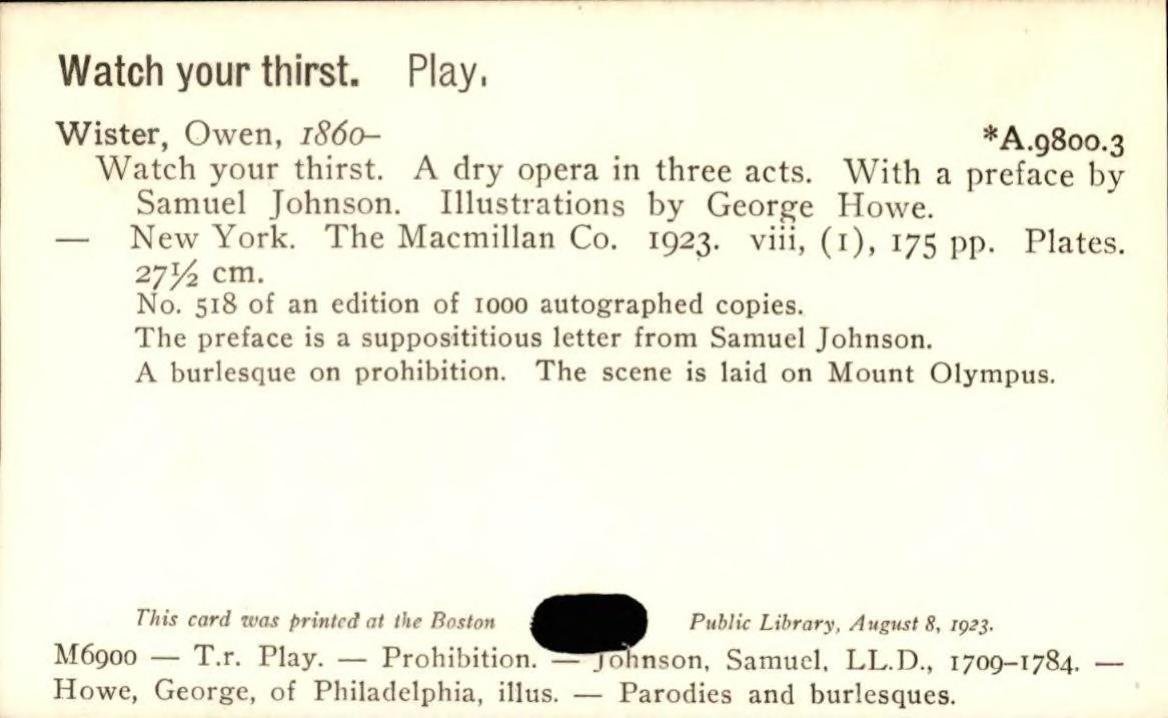 Watch your thirst. Play.
Wister, Owen, 1860– *A.9800.3
Watch your thirst. A dry opera in three acts. With a preface by
Samuel Johnson. Illustrations by George Howe.
— New York. The Macmillan Co. 1923. viii, (1), 175 pp. Plates.
27½ cm.
No. 518 of an edition of 1000 autographed copies.
The preface is a supposititious letter from Samuel Johnson.
A burlesque on prohibition. The scene is laid on Mount Olympus.
This card was printed at the Boston Public Library, August 8, 1923.
M6900 — T.r. Play. — Prohibition. — Johnson, Samuel, LL.D., 1709–1784. —
Howe, George, of Philadelphia, illus. — Parodies and burlesques.